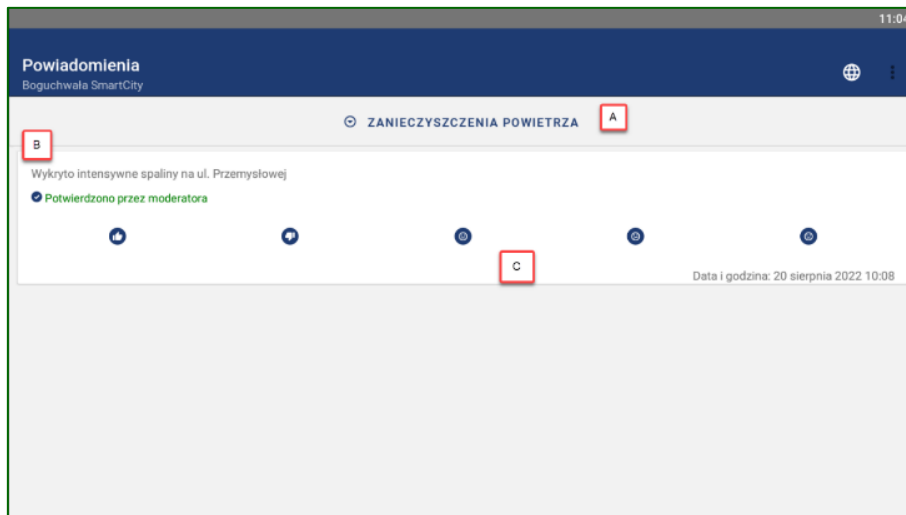 11:04
Powiadomienia
Boguchwała SmartCity
ZANIECZYSZCZENIA POWIETRZA A
B
Wykryto intensywne spaliny na ul. Przemysłowej
Potwierdzono przez moderatora
C
Data i godzina: 20 sierpnia 2022 10:08